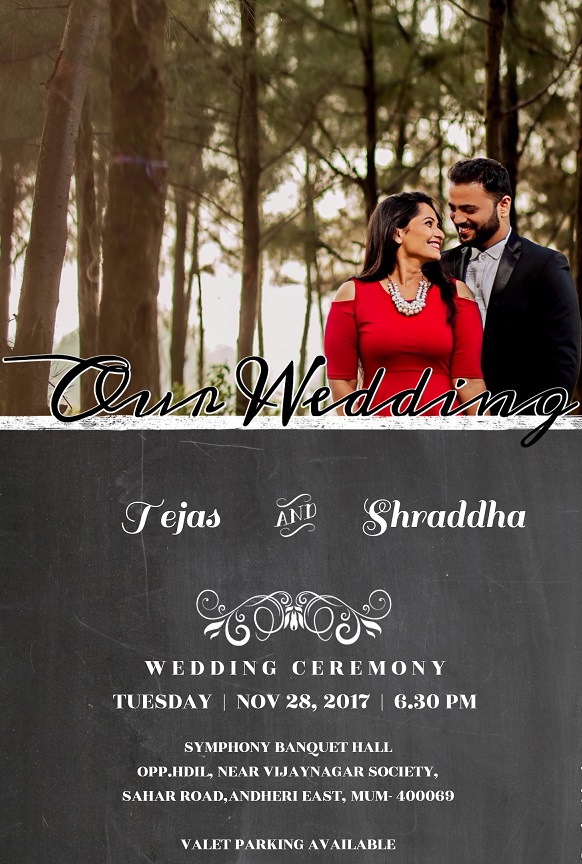 Our Wedding
Tejas AND Shraddha
WEDDING CEREMONY
TUESDAY | NOV 28, 2017 | 6.30 PM
SYMPHONY BANQUET HALL
OPP.HDIL, NEAR VIJAYNAGAR SOCIETY,
SAHAR ROAD,ANDHERI EAST, MUM- 400069
VALET PARKING AVAILABLE